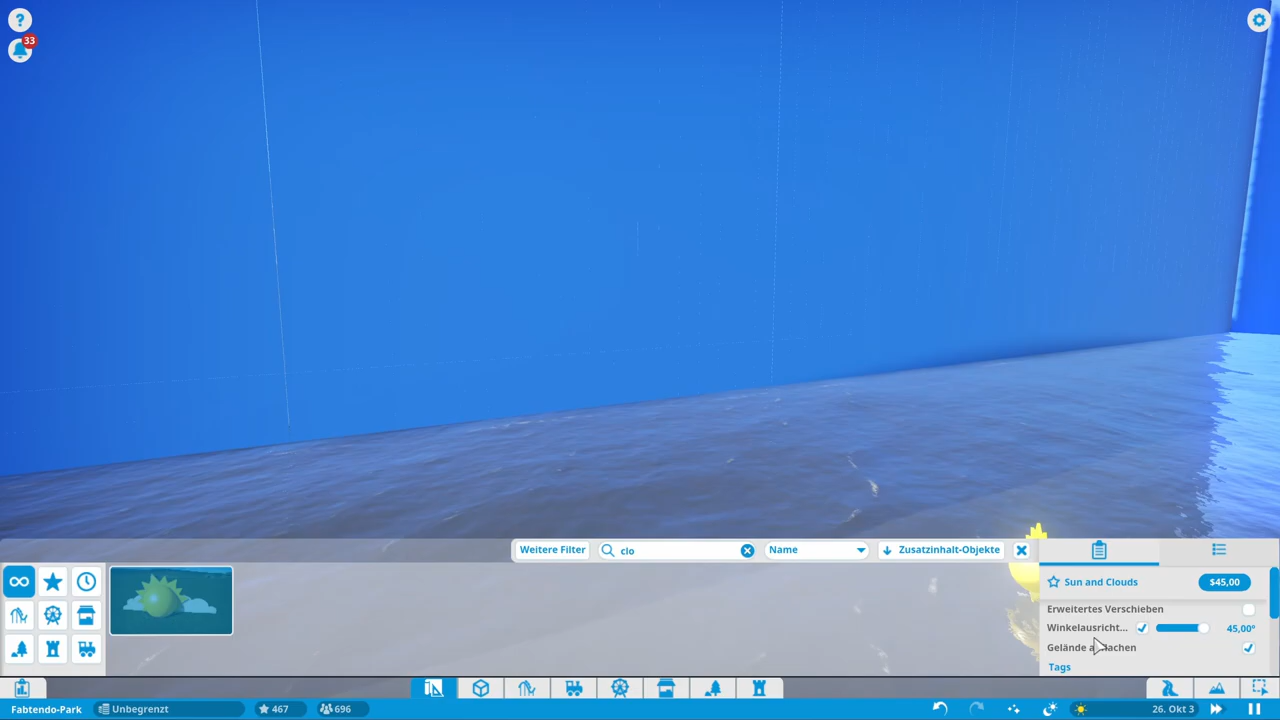 ?
33
Weitere Filter
clo
Name
Zusatzinhalt-Objekte
Sun and Clouds
$45,00
Erweitertes Verschieben
Winkelausricht...
45,00°
Tags
Fabtendo-Park
Unbegrenzt
467
696
26. Okt 3